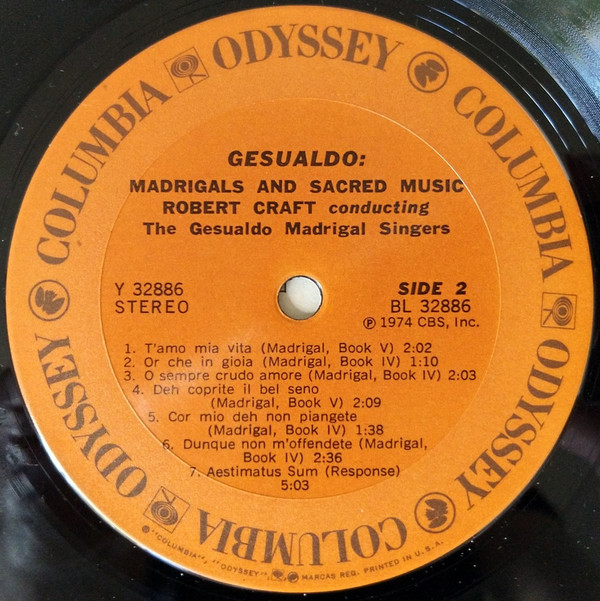 COLUMBIA ODYSSEY COLUMBIA ODYSSEY COLUMBIA ODYSSEY
GESUALDO:
MADRIGALS AND SACRED MUSIC
ROBERT CRAFT conducting
The Gesualdo Madrigal Singers
Y 32886
STEREO
SIDE 2
BL 32886
Ⓟ 1974 CBS, Inc.
1. T'amo mia vita (Madrigal, Book V) 2:02
2. Or che in gioia (Madrigal, Book IV) 1:10
3. O sempre crudo amore (Madrigal, Book IV) 2:03
4. Deh coprite il bel seno
(Madrigal, Book V) 2:09
5. Cor mio deh non piangete
(Madrigal, Book IV) 1:38
6. Dunque non m'offendete (Madrigal,
Book IV) 2:36
7. Aestimatus Sum (Response)
5:03
® "COLUMBIA", "ODYSSEY" MARCAS REG. PRINTED IN U.S.A.